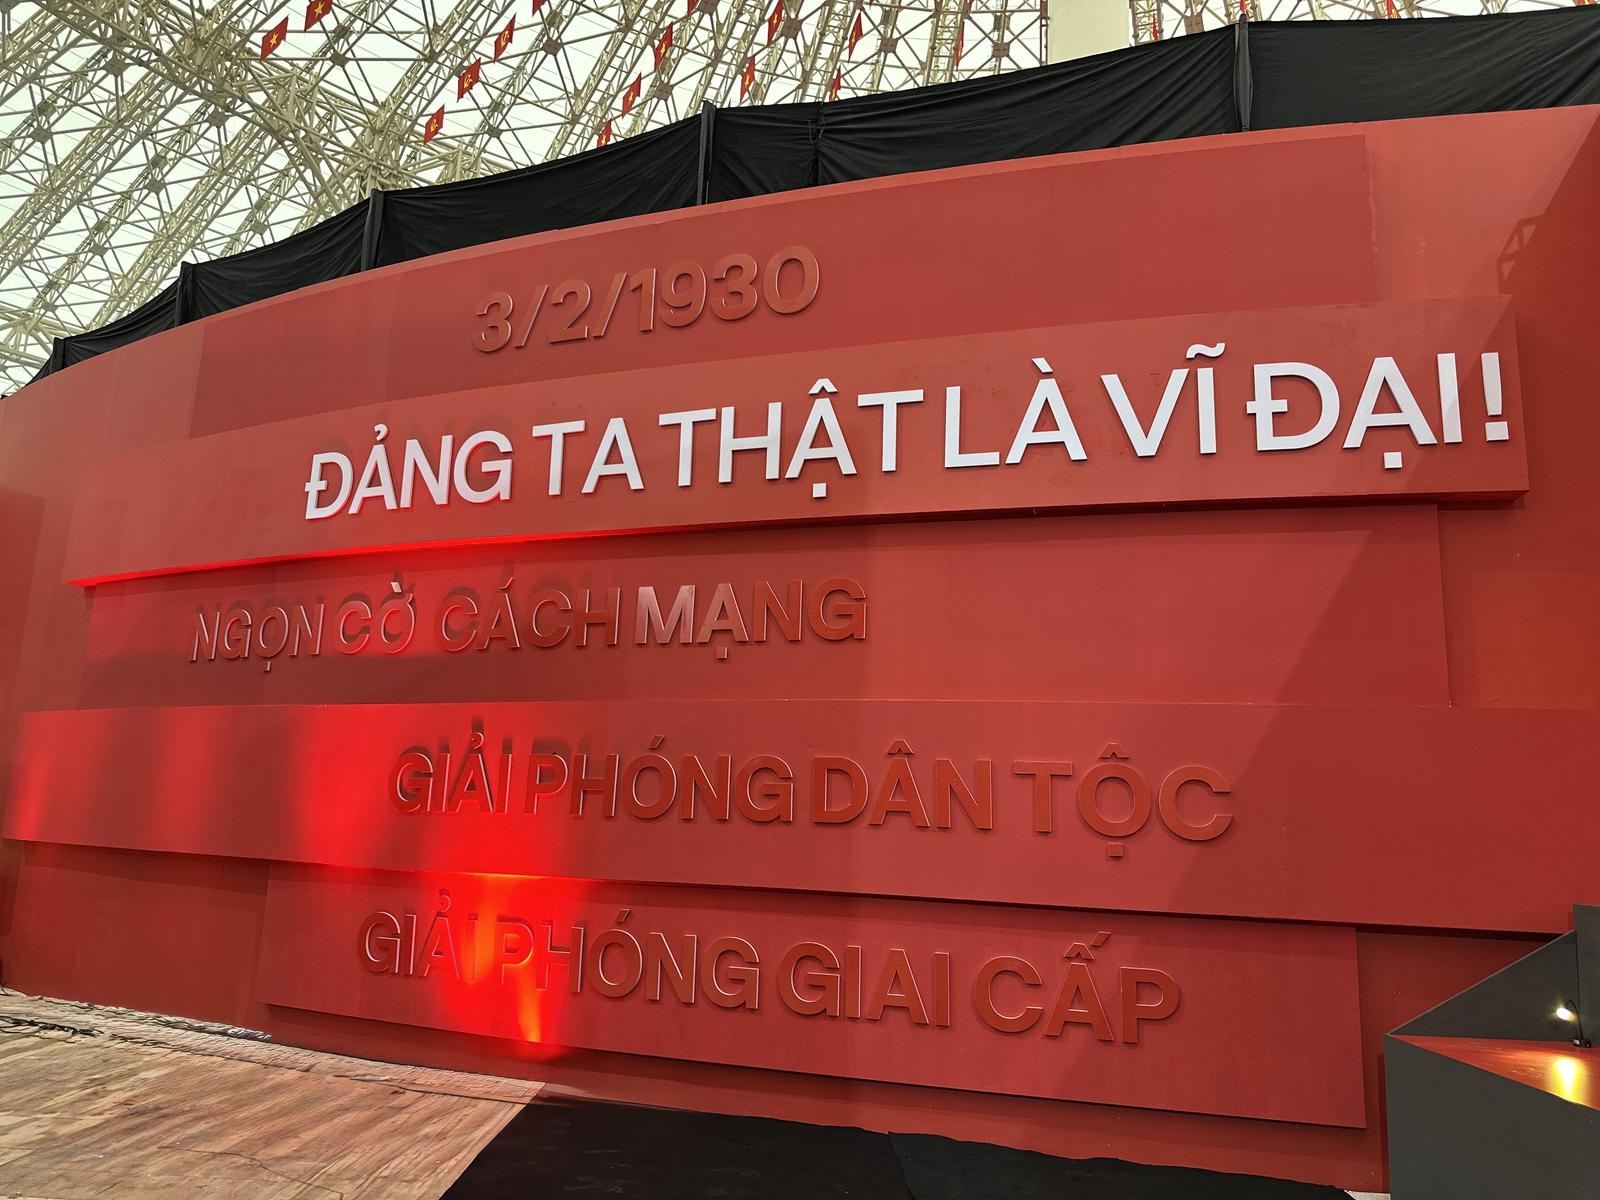 3/2/1930
ĐẢNG TA THẬT LÀ VĨ ĐẠI!
NGỌN CỜ CÁCH MẠNG
GIẢI PHÓNG DÂN TỘC
GIẢI PHÓNG GIAI CẤP